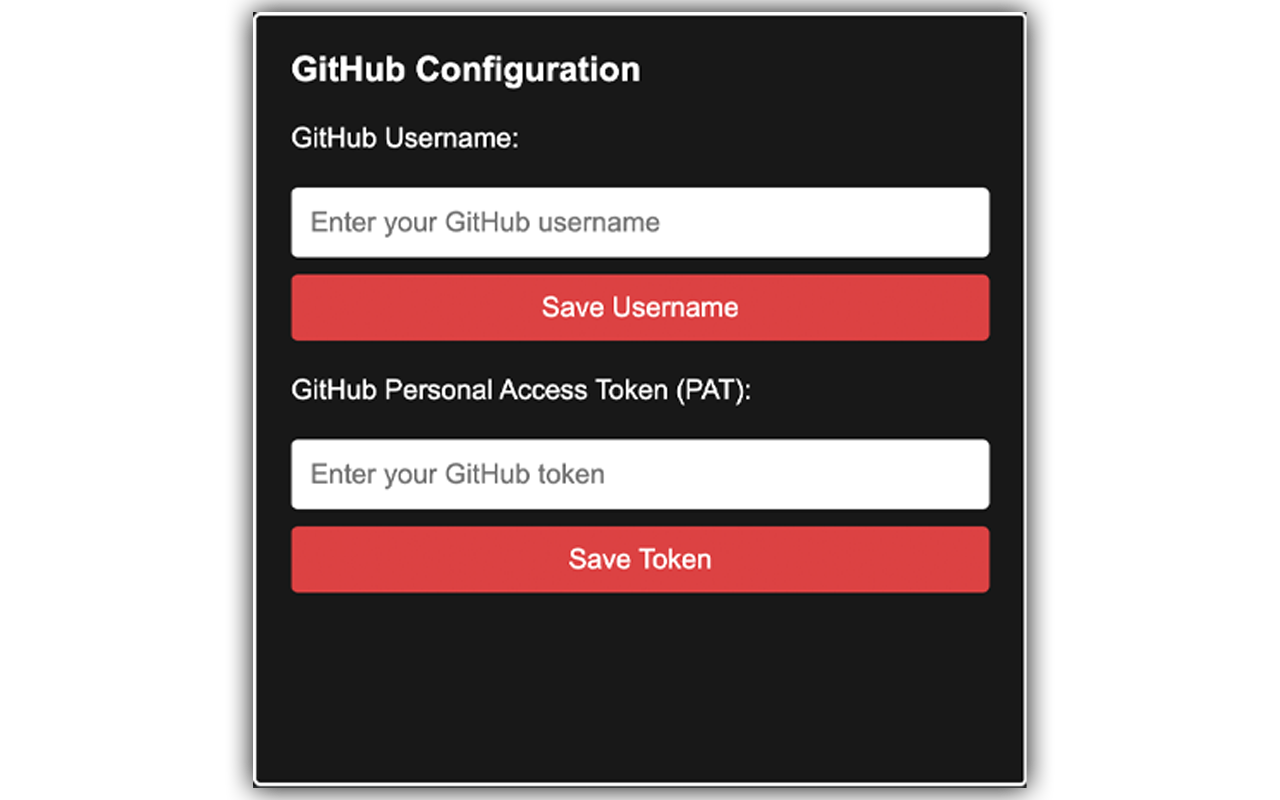 GitHub Configuration
GitHub Username:
Enter your GitHub username
Save Username
GitHub Personal Access Token (PAT):
Enter your GitHub token
Save Token